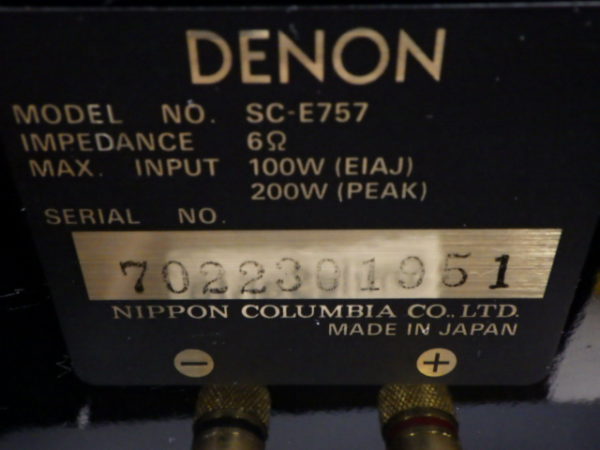 DENON
MODEL NO. SC-E757
IMPEDANCE 6Ω
MAX. INPUT 100W (EIAJ)
200W (PEAK)
SERIAL NO.
7022301951
NIPPON COLUMBIA CO., LTD.
MADE IN JAPAN
− +